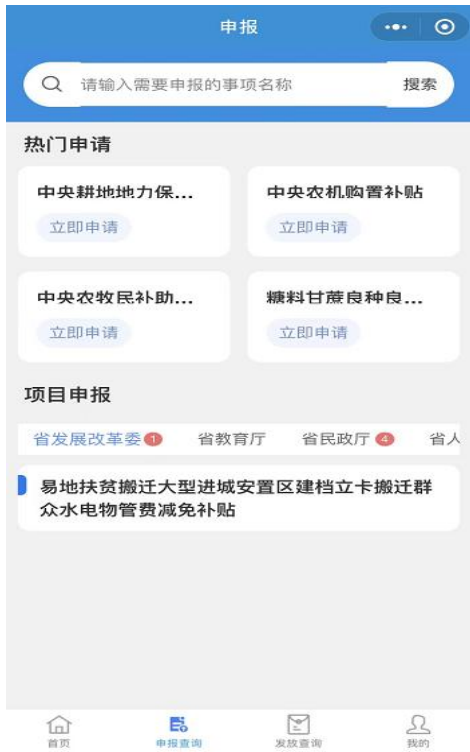 申报
请输入需要申报的事项名称 搜索
热门申请
中央耕地地力保... 中央农机购置补贴
立即申请 立即申请
中央农牧民补助... 糖料甘蔗良种良...
立即申请 立即申请
项目申报
省发展改革委 1 省教育厅 省民政厅 4 省人
易地扶贫搬迁大型进城安置区建档立卡搬迁群
众水电物管费减免补贴
首页 申报查询 发放查询 我的